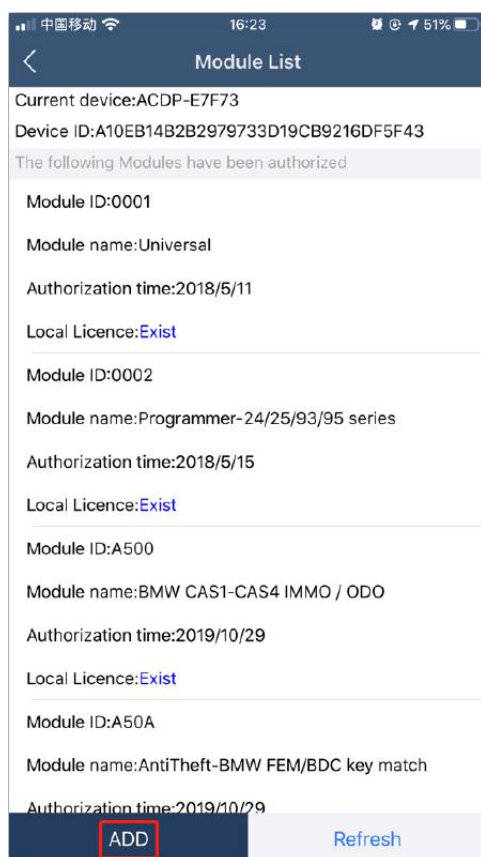 中国移动 16:23 51%
Module List
Current device:ACDP-E7F73
Device ID:A10EB14B2B2979733D19CB9216DF5F43
The following Modules have been authorized
Module ID:0001
Module name:Universal
Authorization time:2018/5/11
Local Licence:Exist
Module ID:0002
Module name:Programmer-24/25/93/95 series
Authorization time:2018/5/15
Local Licence:Exist
Module ID:A500
Module name:BMW CAS1-CAS4 IMMO / ODO
Authorization time:2019/10/29
Local Licence:Exist
Module ID:A50A
Module name:AntiTheft-BMW FEM/BDC key match
Authorization time:2019/10/29
ADD Refresh